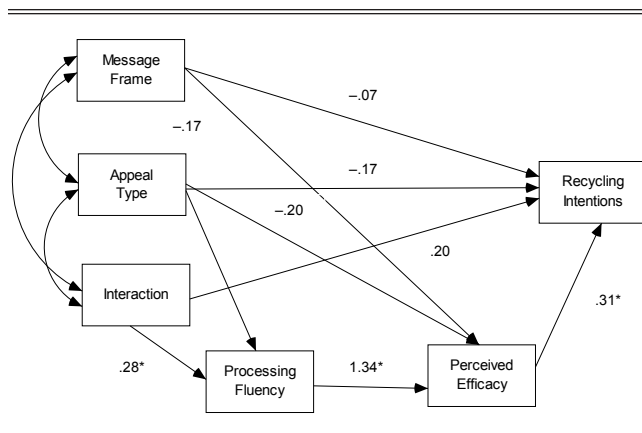 Message
Frame
–.07
–.17
Appeal
Type
–.17
Recycling
Intentions
–.20
.20
Interaction
.28*
Processing
Fluency
1.34*
Perceived
Efficacy
.31*